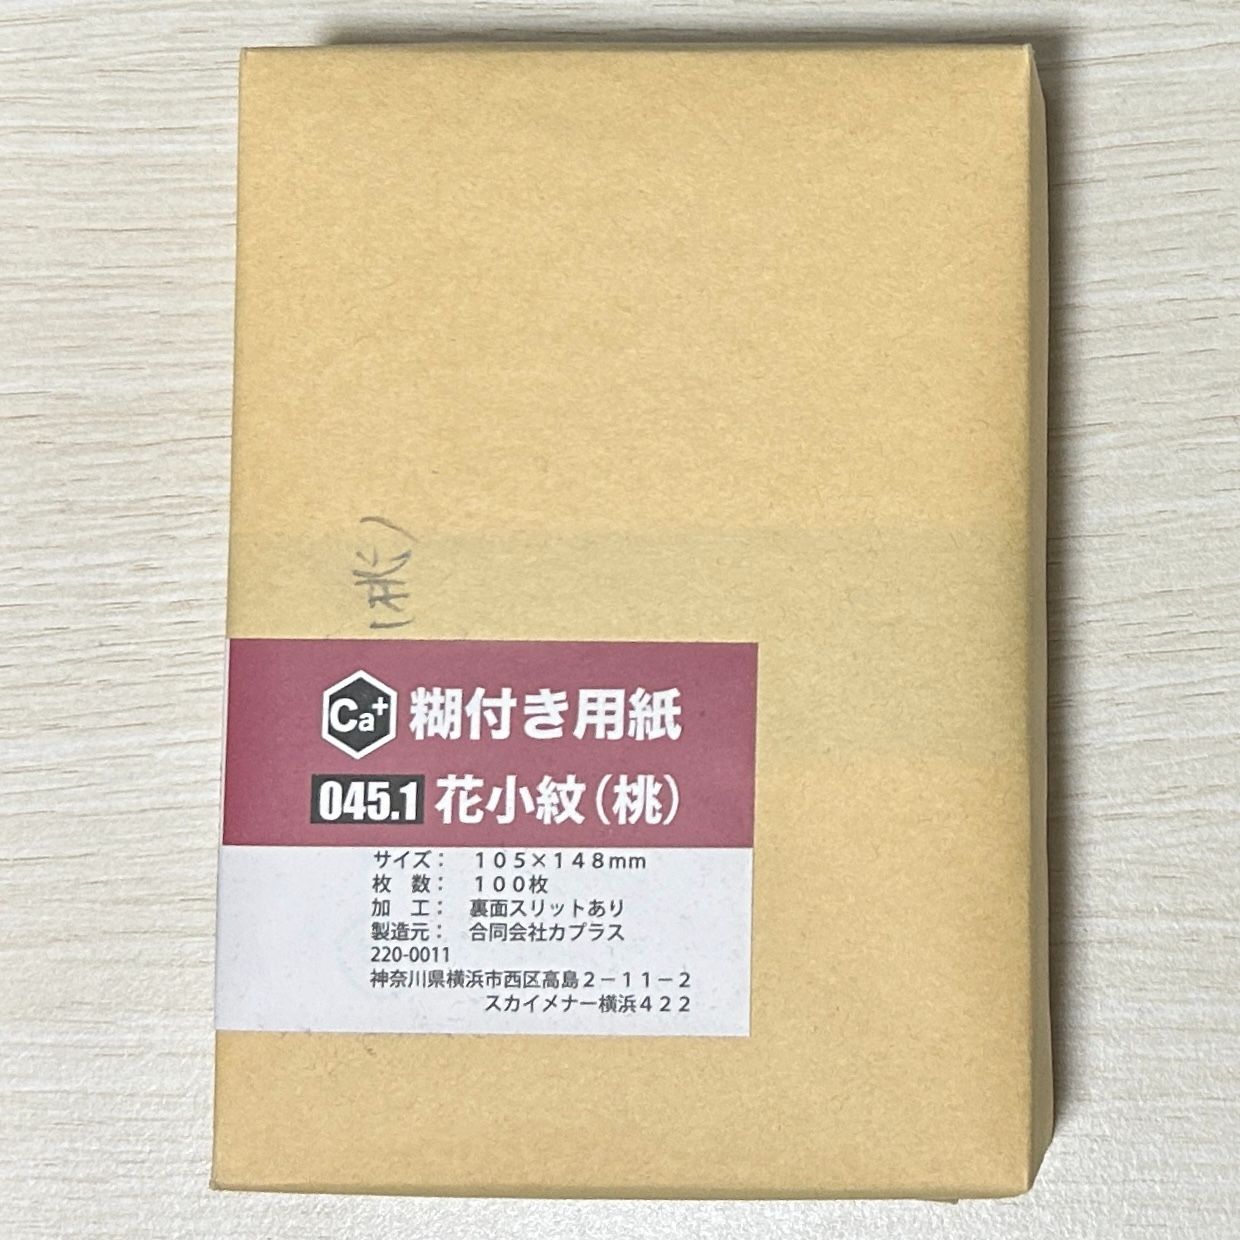 (桃)
Ca+ 糊付き用紙
045.1 花小紋(桃)
サイズ： 105×148mm
枚 数： 100枚
加 工： 裏面スリットあり
製造元： 合同会社カプラス
220-0011
神奈川県横浜市西区高島2-11-2
スカイメナー横浜422